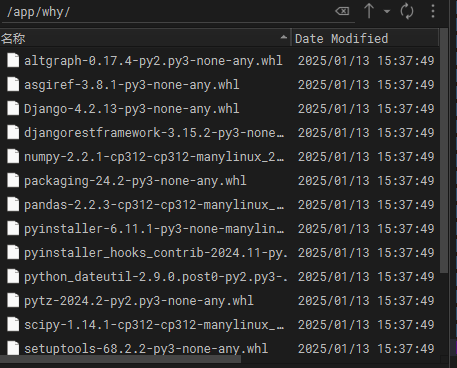 /app/why/
名称 Date Modified
altgraph-0.17.4-py2.py3-none-any.whl 2025/01/13 15:37:49
asgiref-3.8.1-py3-none-any.whl 2025/01/13 15:37:49
Django-4.2.13-py3-none-any.whl 2025/01/13 15:37:49
djangorestframework-3.15.2-py3-none… 2025/01/13 15:37:49
numpy-2.2.1-cp312-cp312-manylinux_2… 2025/01/13 15:37:49
packaging-24.2-py3-none-any.whl 2025/01/13 15:37:49
pandas-2.2.3-cp312-cp312-manylinux_… 2025/01/13 15:37:49
pyinstaller-6.11.1-py3-none-manylin… 2025/01/13 15:37:49
pyinstaller_hooks_contrib-2024.11-py… 2025/01/13 15:37:49
python_dateutil-2.9.0.post0-py2.py3-… 2025/01/13 15:37:49
pytz-2024.2-py2.py3-none-any.whl 2025/01/13 15:37:49
scipy-1.14.1-cp312-cp312-manylinux_… 2025/01/13 15:37:49
setuptools-68.2.2-py3-none-any.whl 2025/01/13 15:37:49